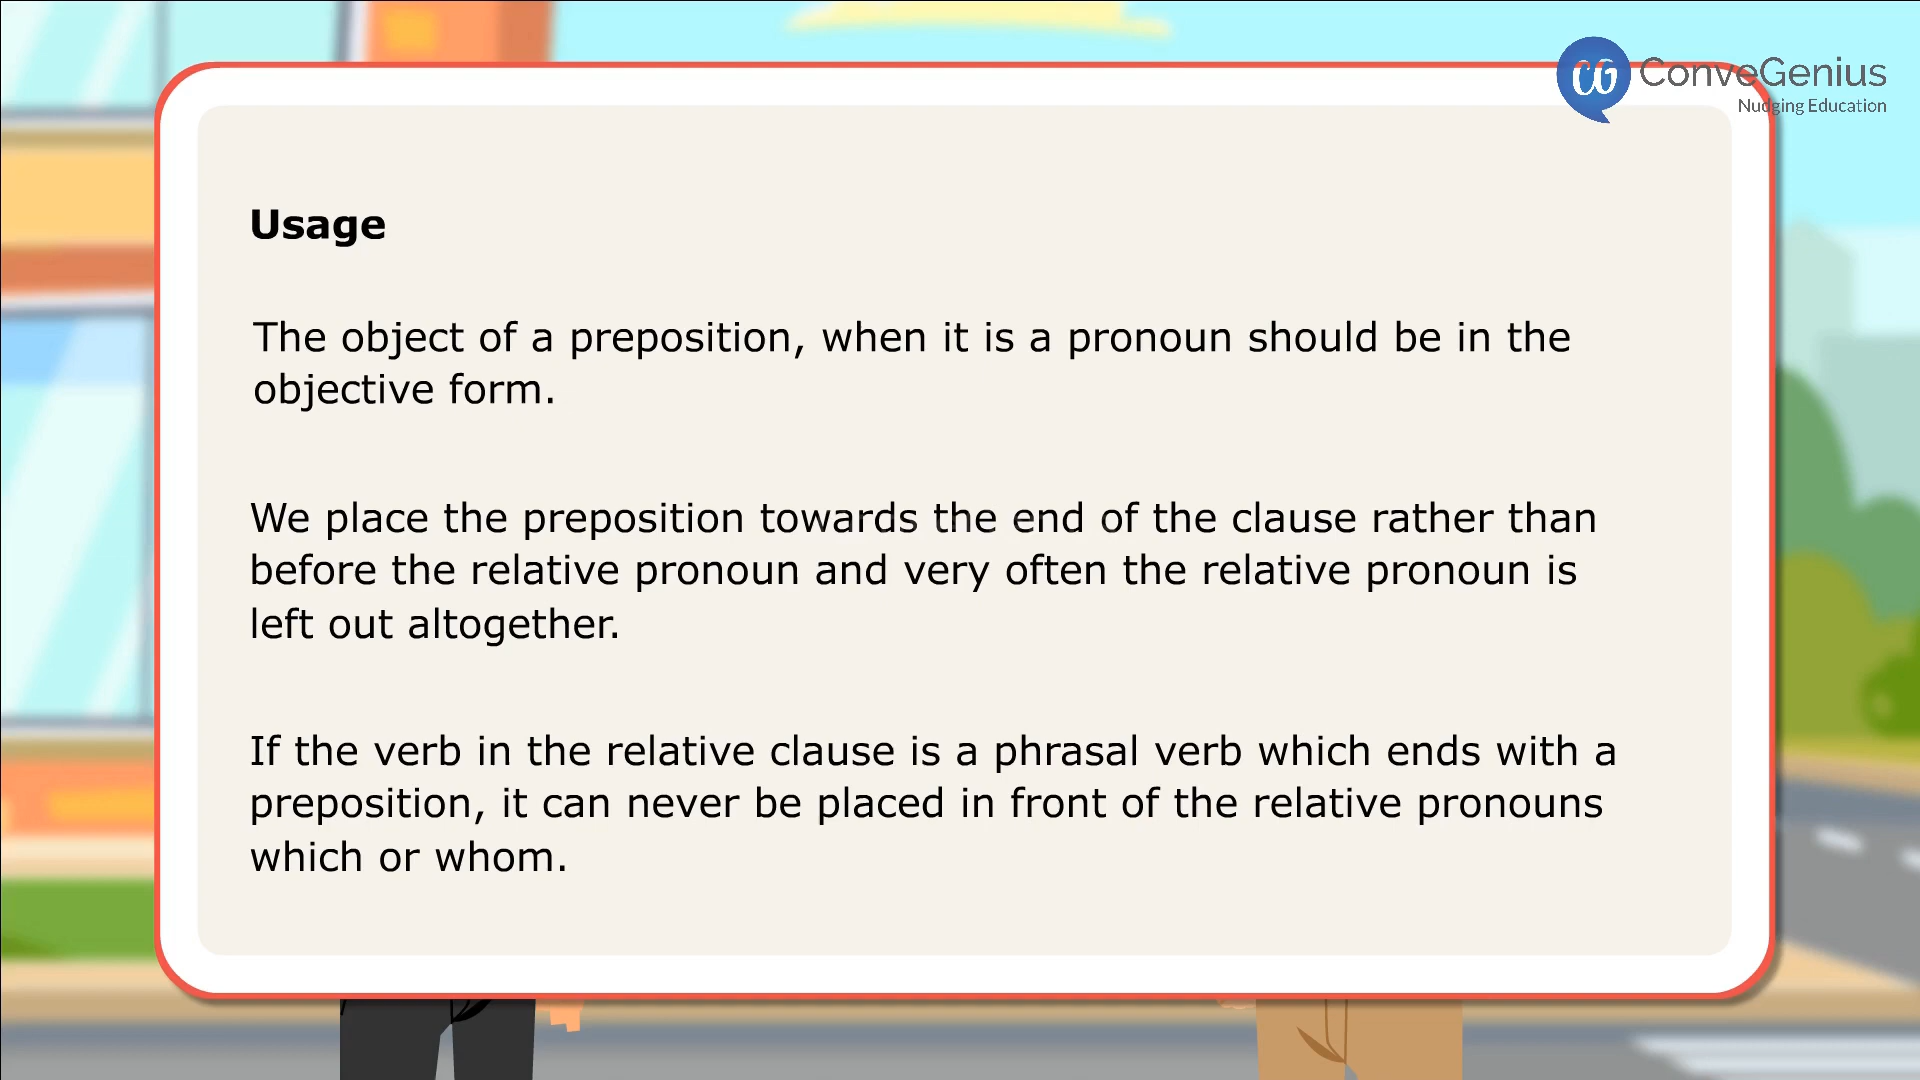 ConveGenius
Nudging Education
Usage
The object of a preposition, when it is a pronoun should be in the
objective form.
We place the preposition towards the end of the clause rather than
before the relative pronoun and very often the relative pronoun is
left out altogether.
If the verb in the relative clause is a phrasal verb which ends with a
preposition, it can never be placed in front of the relative pronouns
which or whom.